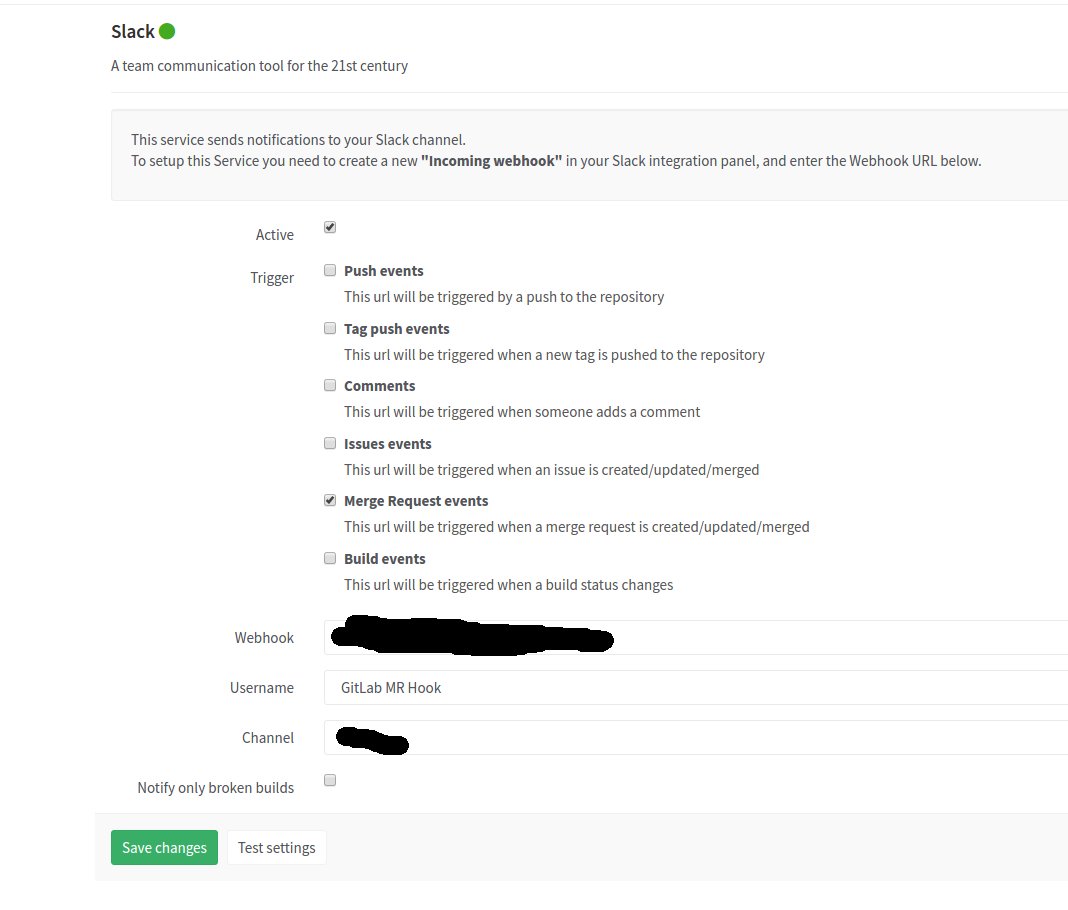 Slack
A team communication tool for the 21st century
This service sends notifications to your Slack channel.
To setup this Service you need to create a new "Incoming webhook" in your Slack integration panel, and enter the Webhook URL below.
Active
Trigger
Push events
This url will be triggered by a push to the repository
Tag push events
This url will be triggered when a new tag is pushed to the repository
Comments
This url will be triggered when someone adds a comment
Issues events
This url will be triggered when an issue is created/updated/merged
Merge Request events
This url will be triggered when a merge request is created/updated/merged
Build events
This url will be triggered when a build status changes
Webhook
Username
GitLab MR Hook
Channel
Notify only broken builds
Save changes
Test settings